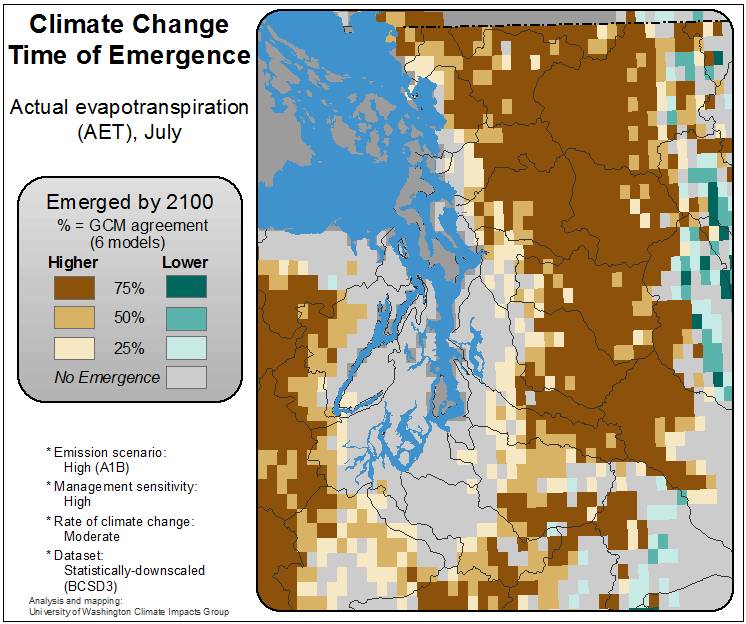 Climate Change
Time of Emergence
Actual evapotranspiration
(AET), July
Emerged by 2100
% = GCM agreement
(6 models)
Higher Lower
75%
50%
25%
No Emergence
* Emission scenario:
High (A1B)
* Management sensitivity:
High
* Rate of climate change:
Moderate
* Dataset:
Statistically-downscaled
(BCSD3)
Analysis and mapping:
University of Washington Climate Impacts Group